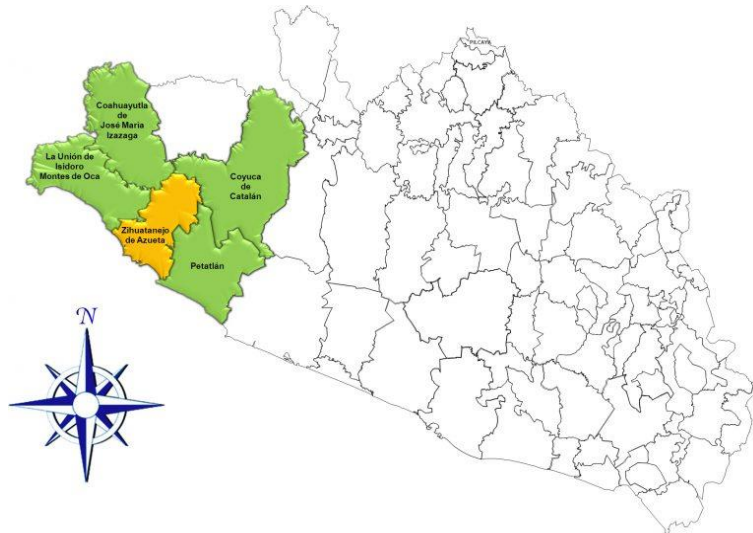 PILCAYA
Coahuayutla
de
José María
Izazaga
La Unión de
Isidoro
Montes de Oca
Coyuca
de
Catalán
Zihuatanejo
de Azueta
Petatlán
N